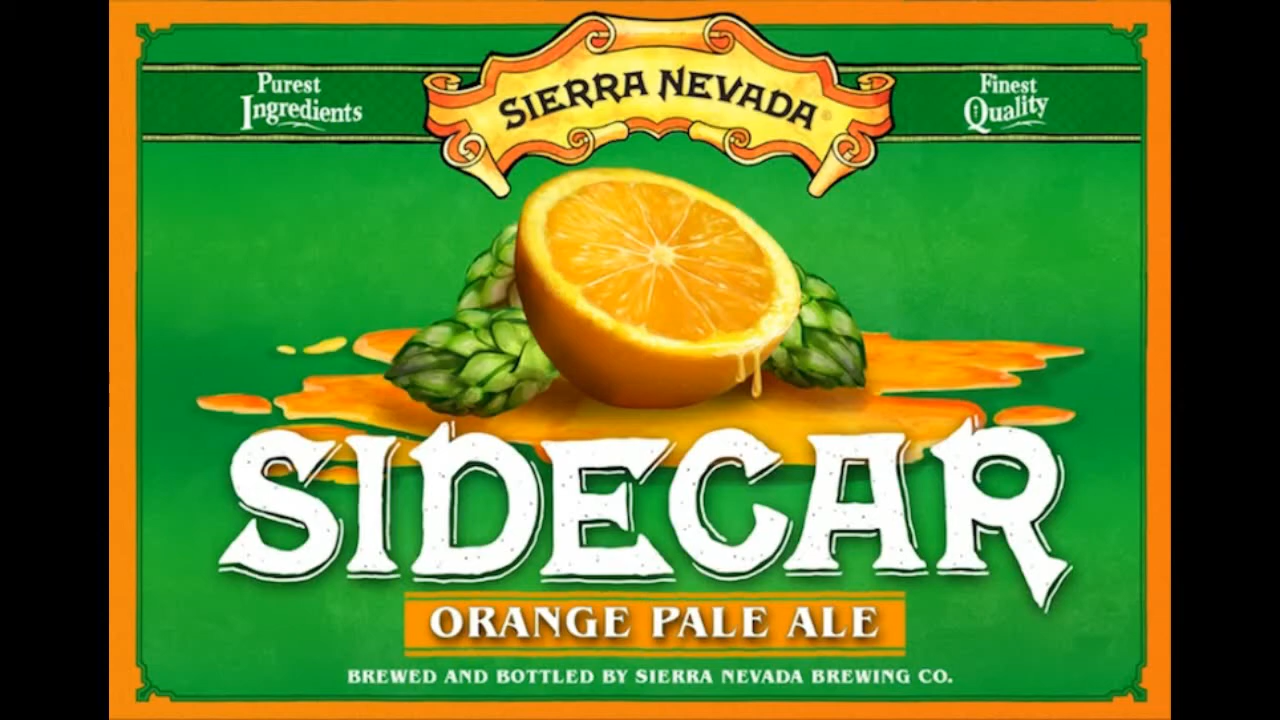 Purest
Ingredients
SIERRA NEVADA®
Finest
Quality
SIDECAR
ORANGE PALE ALE
BREWED AND BOTTLED BY SIERRA NEVADA BREWING CO.